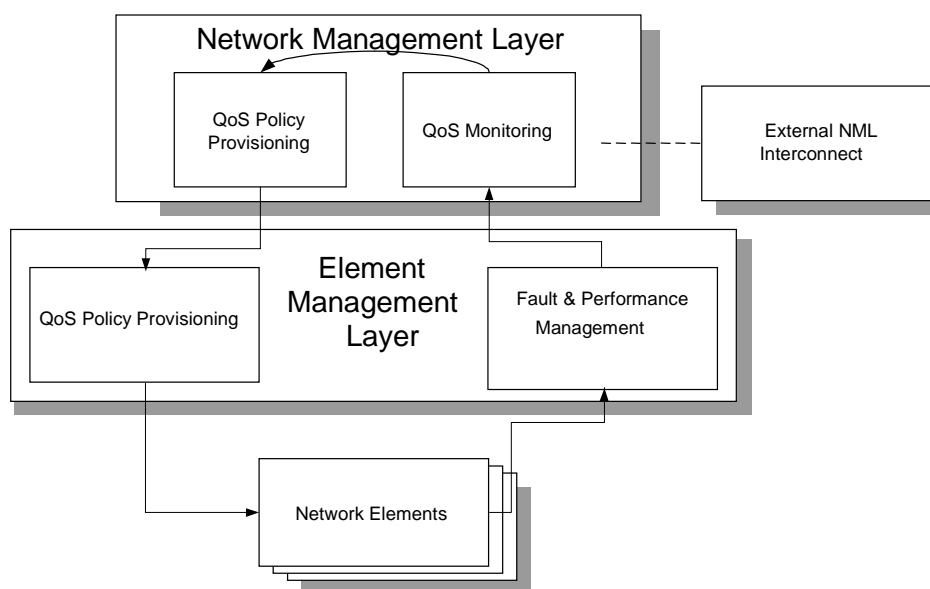 Network Management Layer
QoS Policy
Provisioning
QoS Monitoring
External NML
Interconnect
Element
Management
Layer
QoS Policy Provisioning
Fault & Performance
Management
Network Elements